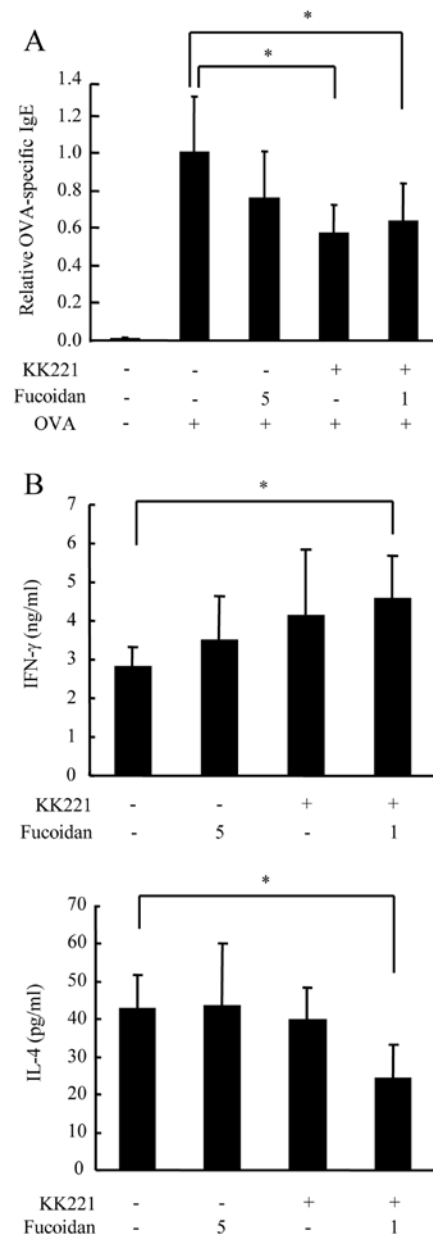 A
*
*
Relative OVA-specific IgE
1.4
1.2
1.0
0.8
0.6
0.4
0.2
0.0
KK221 - - - + +
Fucoidan - - 5 - 1
OVA - + + + +
B
*
IFN-γ (ng/ml)
7
6
5
4
3
2
1
0
KK221 - - + +
Fucoidan - 5 - 1
*
IL-4 (pg/ml)
70
60
50
40
30
20
10
0
KK221 - - + +
Fucoidan - 5 - 1